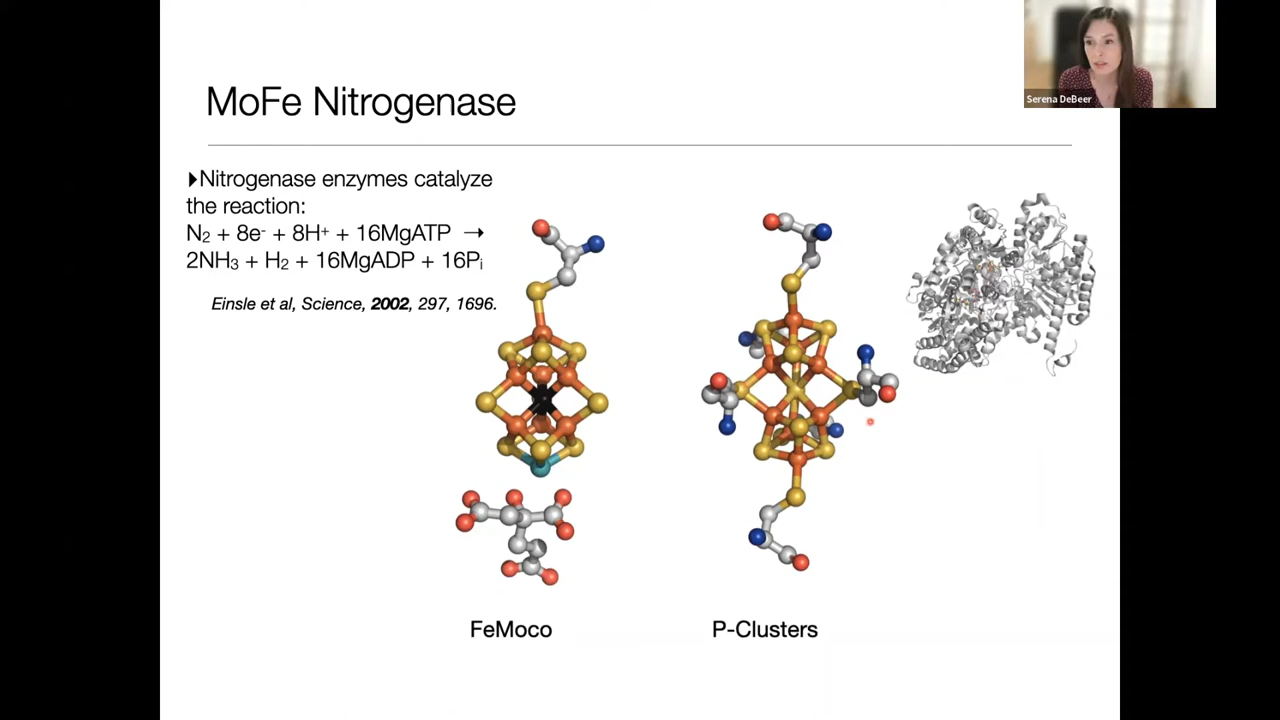 Serena DeBeer
MoFe Nitrogenase
▸Nitrogenase enzymes catalyze
the reaction:
N₂ + 8e⁻ + 8H⁺ + 16MgATP →
2NH₃ + H₂ + 16MgADP + 16Pᵢ
Einsle et al, Science, 2002, 297, 1696.
FeMoco
P-Clusters